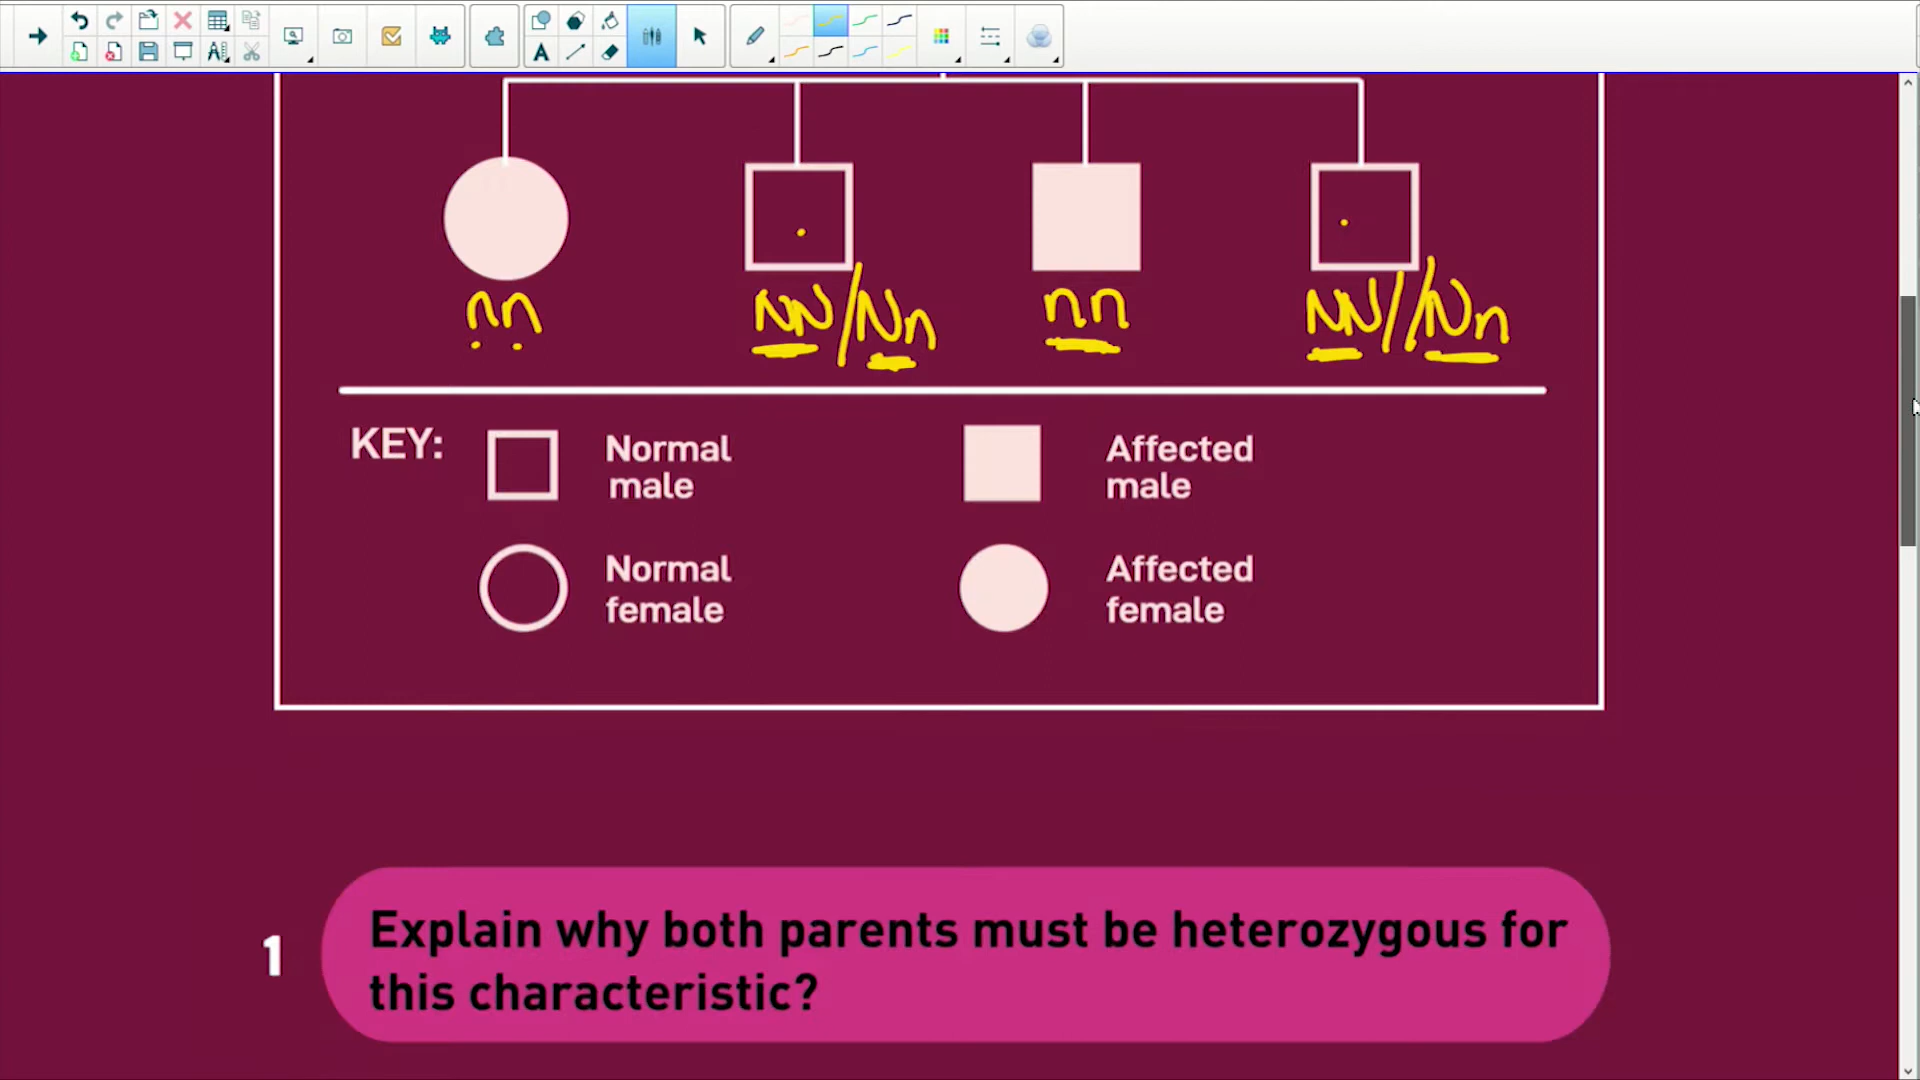 nn NN/Nn nn NN//Nn
KEY:
Normal
male
Affected
male
Normal
female
Affected
female
1
Explain why both parents must be heterozygous for
this characteristic?